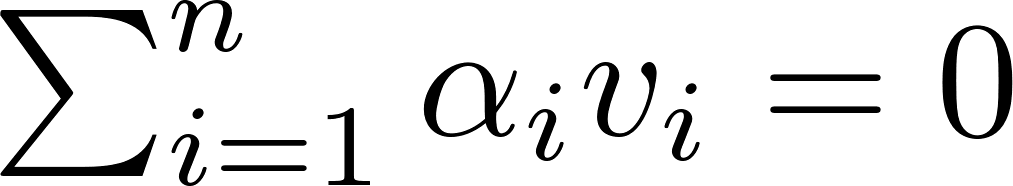 \sum_{i=1}^{n} \alpha_i v_i = 0